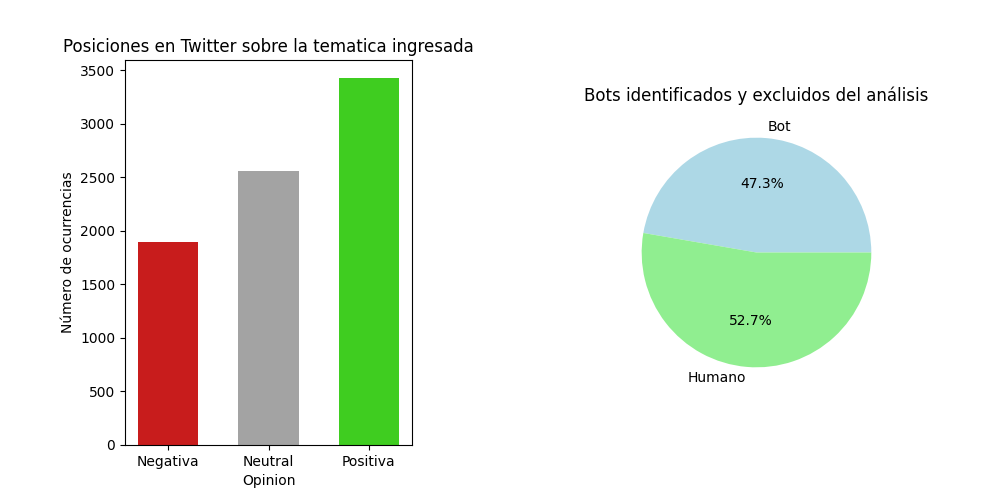 Posiciones en Twitter sobre la tematica ingresada
Número de ocurrencias
3500
3000
2500
2000
1500
1000
500
0
Negativa
Neutral
Positiva
Opinion
Bots identificados y excluidos del análisis
Bot
47.3%
52.7%
Humano